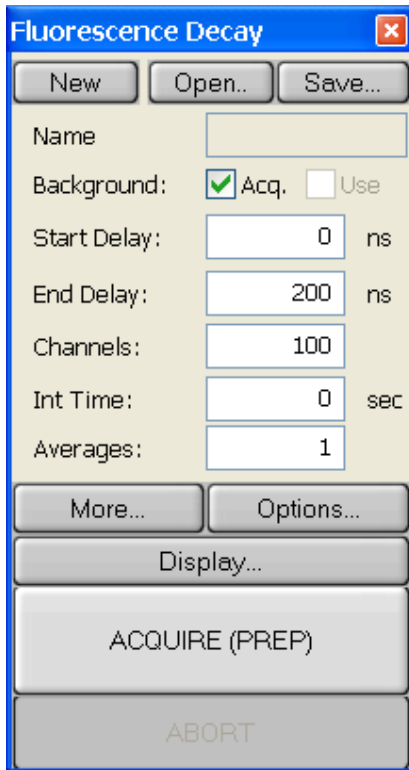 Fluorescence Decay
New Open.. Save...
Name
Background: Acq. Use
Start Delay: 0 ns
End Delay: 200 ns
Channels: 100
Int Time: 0 sec
Averages: 1
More... Options...
Display...
ACQUIRE (PREP)
ABORT